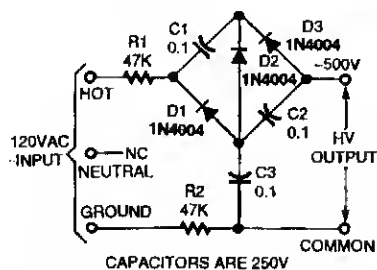 C1
0.1
D3
1N4004
R1
47K
D2
1N4004
~500V
HOT
D1
1N4004
C2
0.1
120VAC
INPUT
NC
NEUTRAL
HV
OUTPUT
C3
0.1
R2
47K
GROUND
COMMON
CAPACITORS ARE 250V